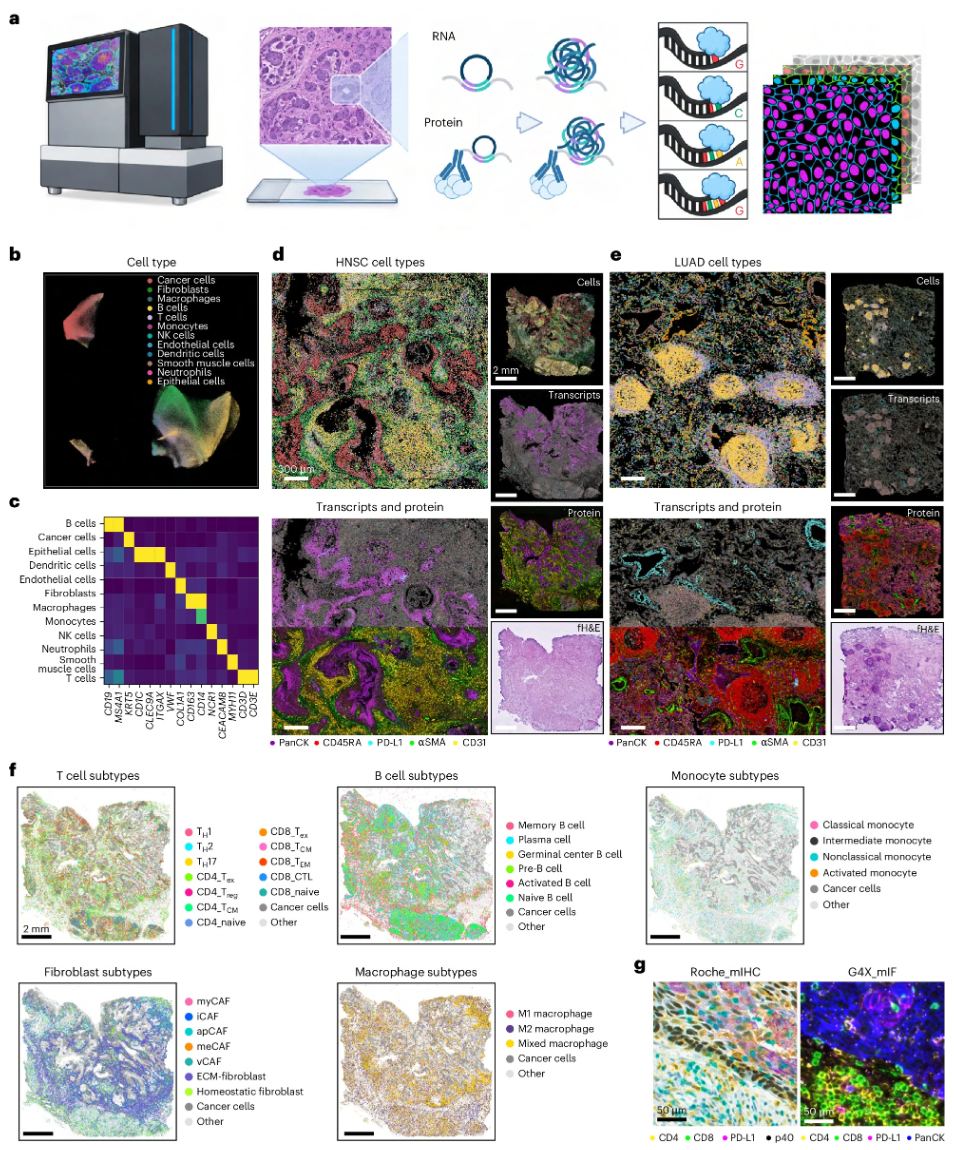 a
RNA
Protein
G
C
A
G
b
Cell type
Cancer cells
Fibroblasts
Macrophages
B cells
T cells
Monocytes
NK cells
Endothelial cells
Dendritic cells
Smooth muscle cells
Neutrophils
Epithelial cells
c
B cells
Cancer cells
Epithelial cells
Dendritic cells
Endothelial cells
Fibroblasts
Macrophages
Monocytes
NK cells
Neutrophils
Smooth
muscle cells
T cells
CD19
MS4A1
KRT5
CD1C
CLEC9A
ITGAX
VWF
COL1A1
CD163
CD14
NCR1
CEACAM8
MYH11
CD3D
CD3E
d
HNSC cell types
300 µm
Cells
2 mm
Transcripts
Transcripts and protein
Protein
fH&E
PanCK CD45RA PD-L1 αSMA CD31
e
LUAD cell types
Cells
Transcripts
Transcripts and protein
Protein
fH&E
PanCK CD45RA PD-L1 αSMA CD31
f
T cell subtypes
2 mm
TH1
TH2
TH17
CD4_Tex
CD4_Treg
CD4_TCM
CD4_naive
CD8_Tex
CD8_TCM
CD8_TEM
CD8_CTL
CD8_naive
Cancer cells
Other
B cell subtypes
Memory B cell
Plasma cell
Germinal center B cell
Pre-B cell
Activated B cell
Naive B cell
Cancer cells
Other
Monocyte subtypes
Classical monocyte
Intermediate monocyte
Nonclassical monocyte
Activated monocyte
Cancer cells
Other
Fibroblast subtypes
myCAF
iCAF
apCAF
meCAF
vCAF
ECM-fibroblast
Homeostatic fibroblast
Cancer cells
Other
Macrophage subtypes
M1 macrophage
M2 macrophage
Mixed macrophage
Cancer cells
Other
g
Roche_mIHC
50 µm
CD4 CD8 PD-L1 p40
G4X_mIF
50 µm
CD4 CD8 PD-L1 PanCK